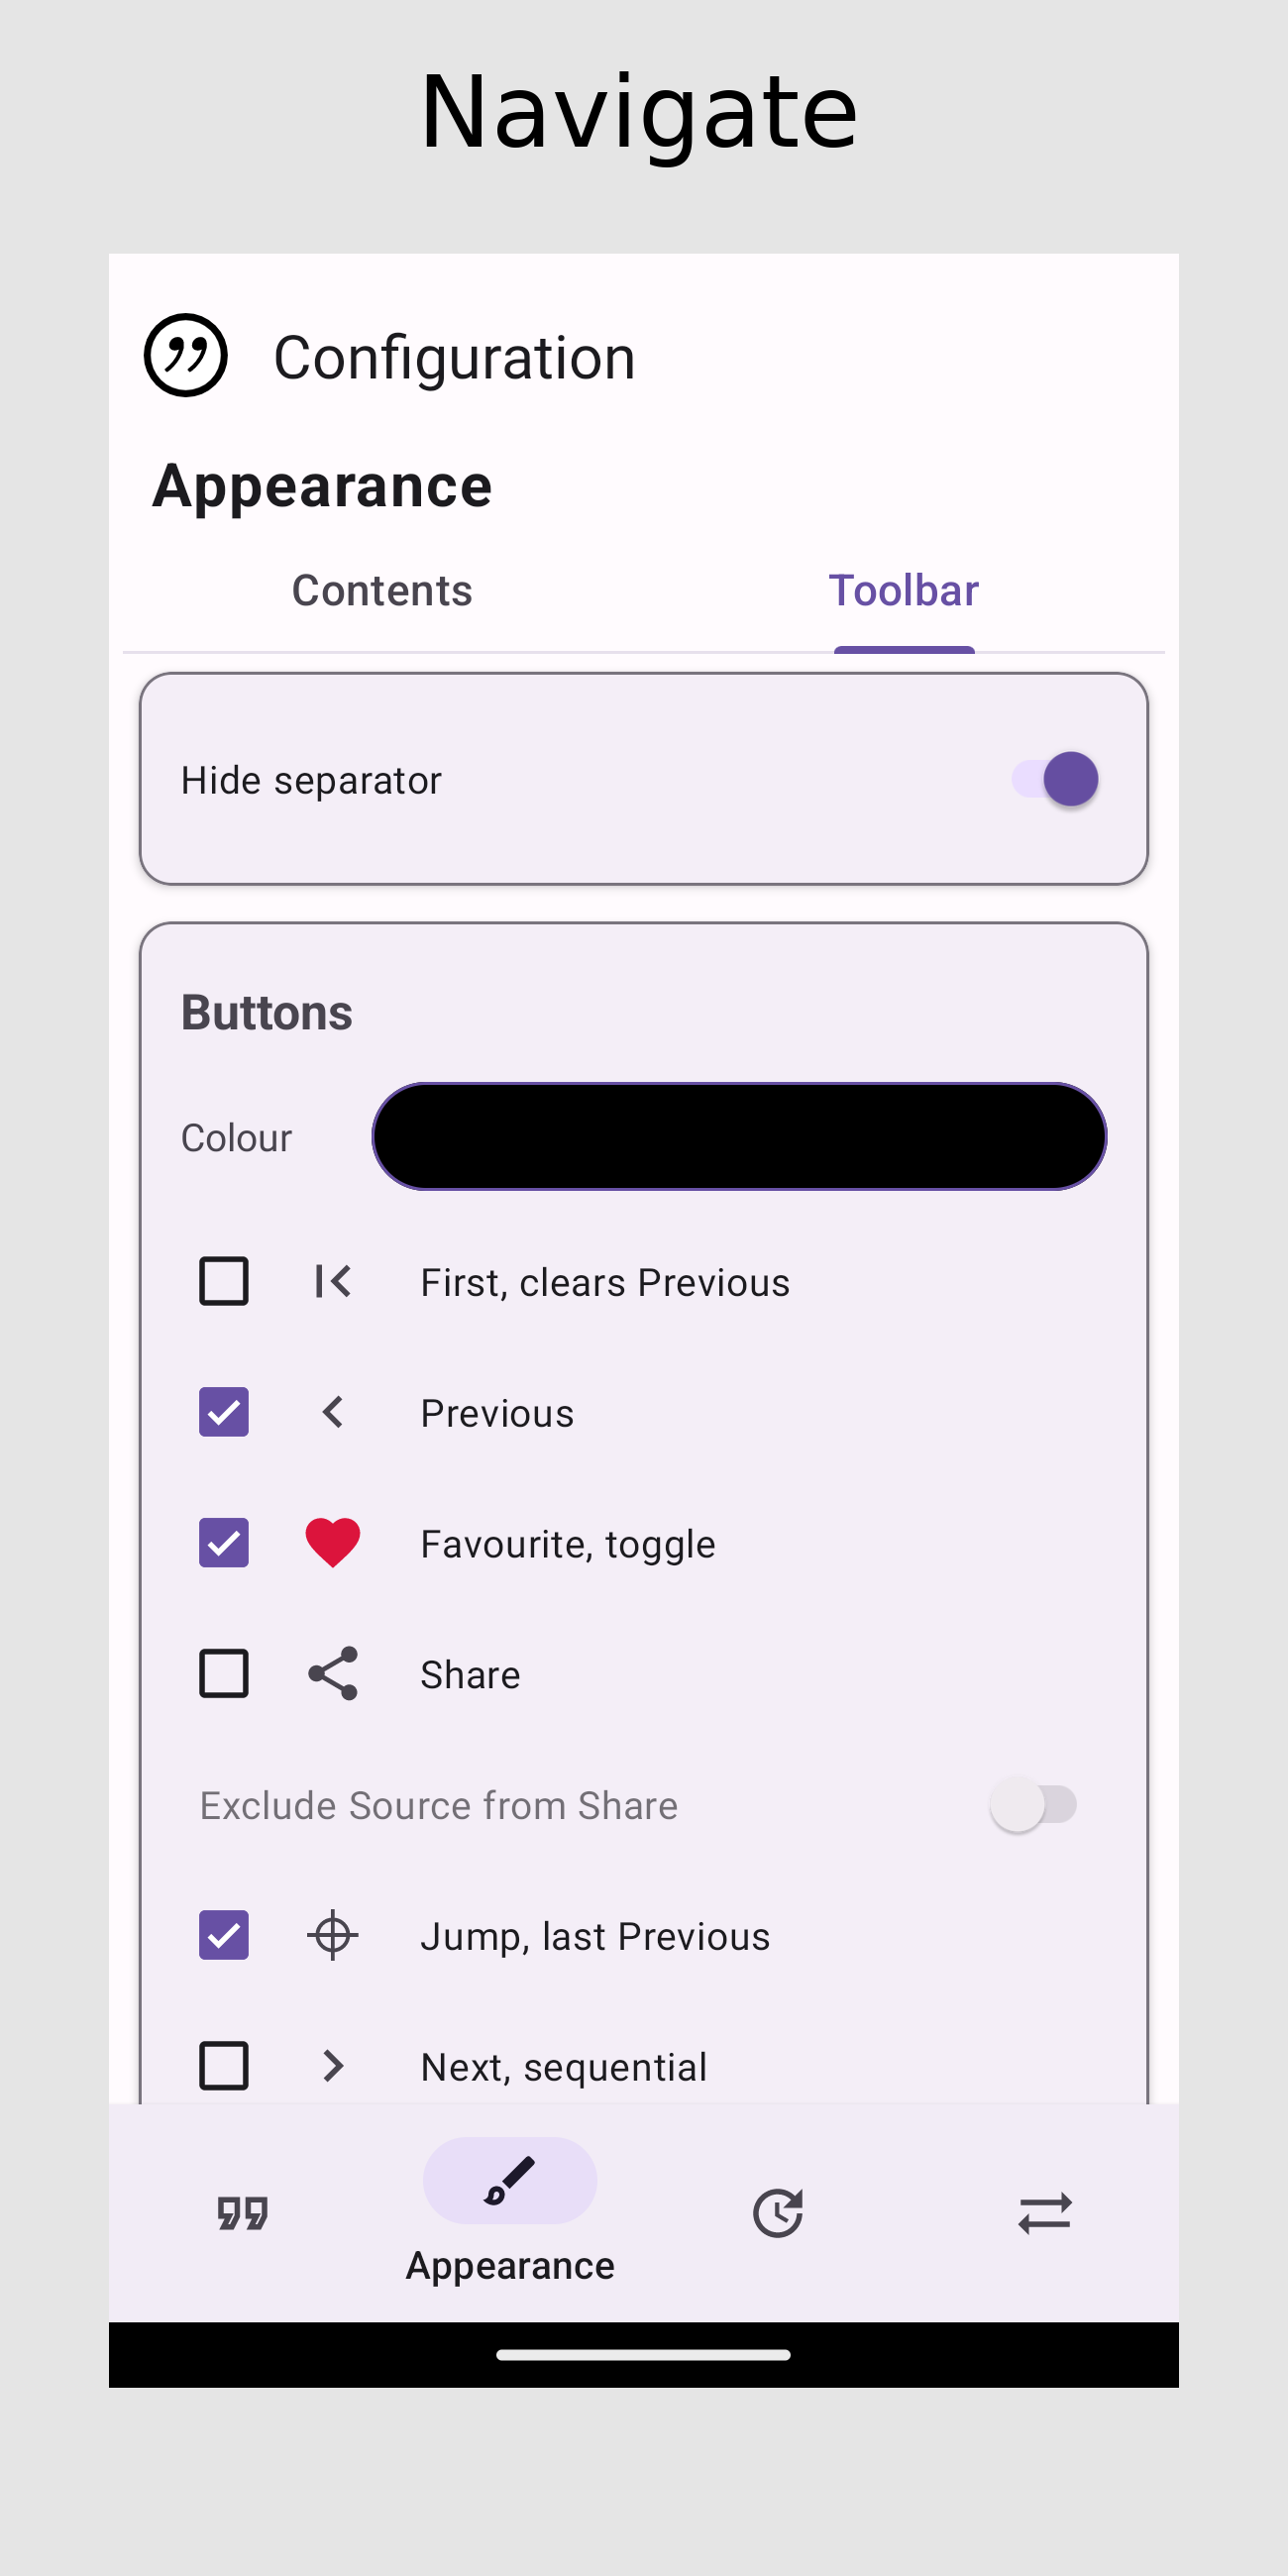 Navigate
Configuration
Appearance
Contents
Toolbar
Hide separator
Buttons
Colour
First, clears Previous
Previous
Favourite, toggle
Share
Exclude Source from Share
Jump, last Previous
Next, sequential
Appearance